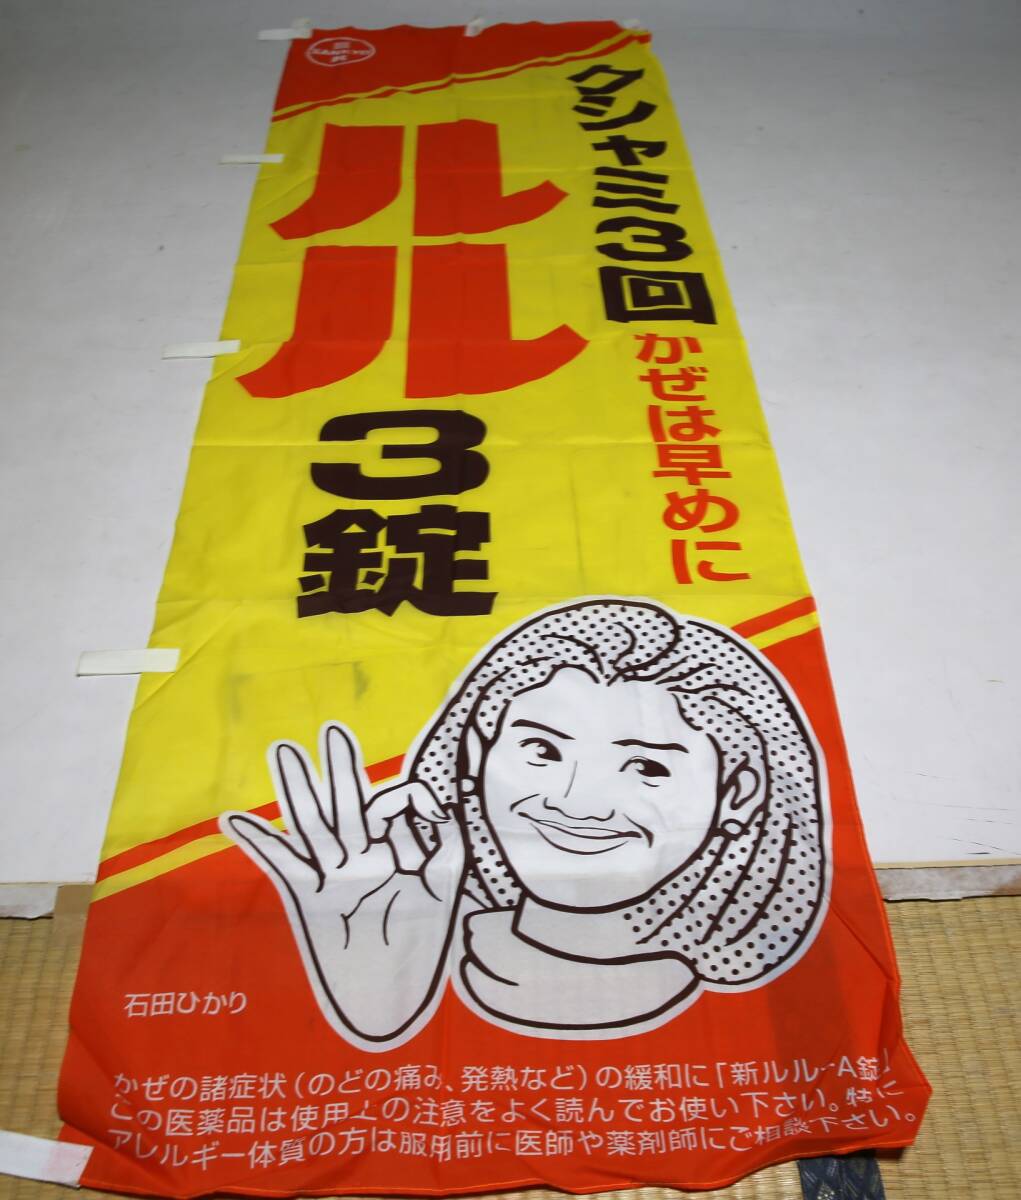 SANKYO
クシャミ3回
ルル
3錠
かぜは早めに
石田ひかり
かぜの諸症状(のどの痛み、発熱など)の緩和に「新ルル-A錠」
この医薬品は使用上の注意をよく読んでお使い下さい。特に
アレルギー体質の方は服用前に医師や薬剤師にご相談下さい。